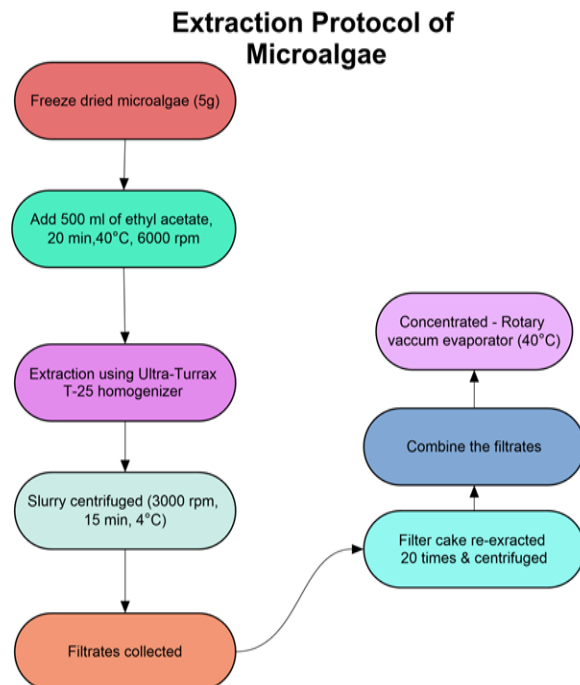 Extraction Protocol of
Microalgae
Freeze dried microalgae (5g)
Add 500 ml of ethyl acetate,
20 min,40°C, 6000 rpm
Extraction using Ultra-Turrax
T-25 homogenizer
Slurry centrifuged (3000 rpm,
15 min, 4°C)
Filtrates collected
Filter cake re-exracted
20 times & centrifuged
Combine the filtrates
Concentrated - Rotary
vaccum evaporator (40°C)